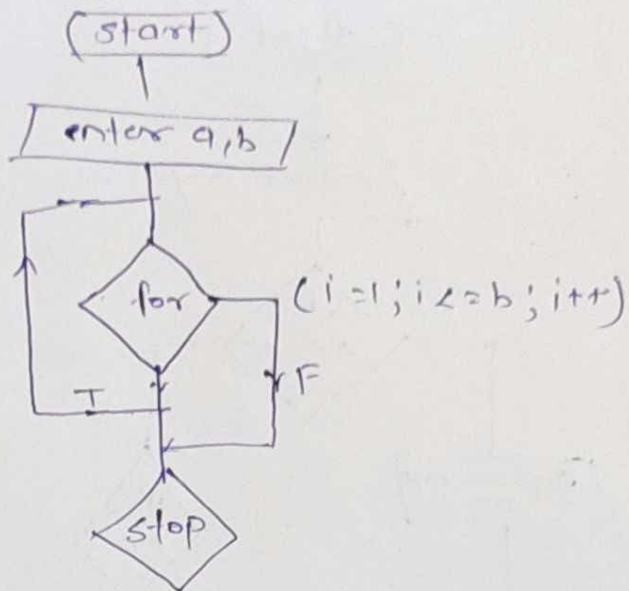 start
enter a,b
for (i=1; i<=b; i++)
F
T
stop